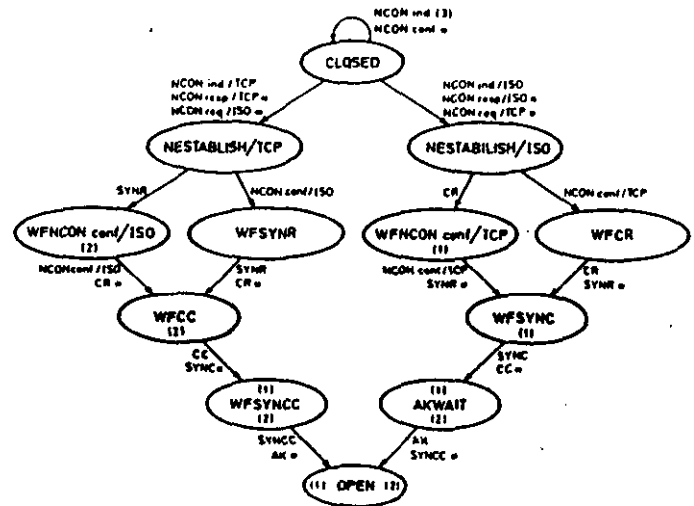 NCON ind (3)
NCON conf ¤
CLOSED
NCON ind/TCP
NCON resp/TCP ¤
NCON req/ISO ¤
NCON ind/ISO
NCON resp/ISO ¤
NCON req/TCP ¤
NESTABLISH/TCP
NESTABILISH/ISO
SYNR
NCON conf/ISO
CR
NCON conf/TCP
WFNCON conf/ISO
(2)
WFSYNR
WFNCON conf/TCP
(1)
WFCR
NCONconf/ISO
CR ¤
SYNR
CR ¤
NCON conf/TCP
SYNR ¤
CR
SYNR ¤
WFCC
(2)
WFSYNC
(1)
CC
SYNC ¤
SYNC
CC ¤
(1)
WFSYNCC
(2)
(1)
AKWAIT
(2)
SYNCC
AK ¤
AK
SYNCC ¤
(1) OPEN (2)